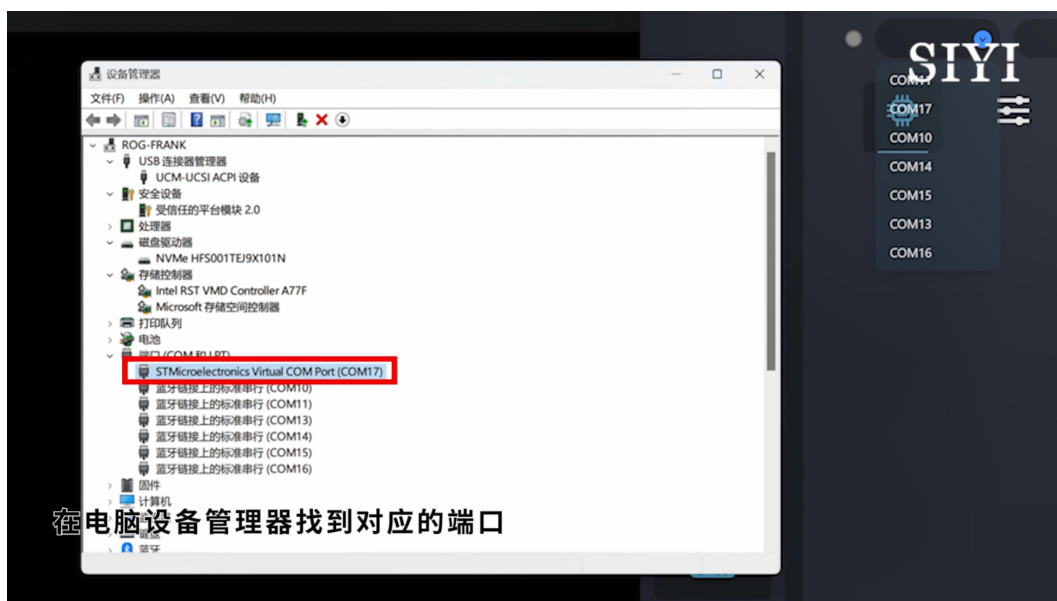 设备管理器
文件(F) 操作(A) 查看(V) 帮助(H)
ROG-FRANK
USB 连接器管理器
UCM-UCSI ACPI 设备
安全设备
受信任的平台模块 2.0
处理器
磁盘驱动器
NVMe HFS001TEJ9X101N
存储控制器
Intel RST VMD Controller A77F
Microsoft 存储空间控制器
打印队列
电池
端口 (COM 和 LPT)
STMicroelectronics Virtual COM Port (COM17)
蓝牙链接上的标准串行 (COM10)
蓝牙链接上的标准串行 (COM11)
蓝牙链接上的标准串行 (COM13)
蓝牙链接上的标准串行 (COM14)
蓝牙链接上的标准串行 (COM15)
蓝牙链接上的标准串行 (COM16)
固件
计算机
键盘
蓝牙
在电脑设备管理器找到对应的端口
SIYI
COM11
COM17
COM10
COM14
COM15
COM13
COM16